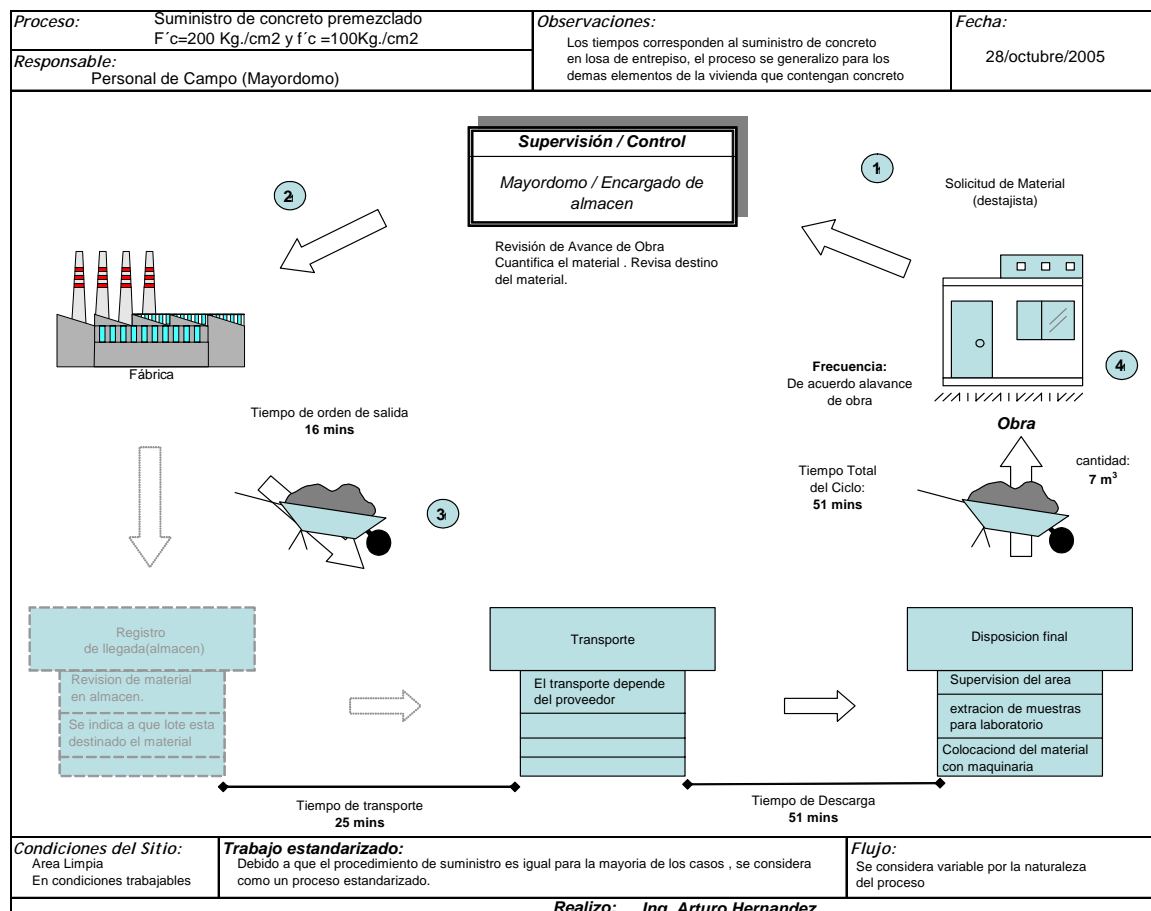 Proceso: Suministro de concreto premezclado
F´c=200 Kg./cm2 y f´c =100Kg./cm2
Responsable:
Personal de Campo (Mayordomo)
Observaciones:
Los tiempos corresponden al suministro de concreto
en losa de entrepiso, el proceso se generalizo para los
demas elementos de la vivienda que contengan concreto
Fecha:
28/octubre/2005
Supervisión / Control
Mayordomo / Encargado de
almacen
Revisión de Avance de Obra
Cuantifica el material . Revisa destino
del material.
1
Solicitud de Material
(destajista)
2
Fábrica
Frecuencia:
De acuerdo alavance
de obra
4
Obra
Tiempo de orden de salida
16 mins
3
Tiempo Total
del Ciclo:
51 mins
cantidad:
7 m³
Registro
de llegada(almacen)
Revision de material
en almacen.
Se indica a que lote esta
destinado el material
Transporte
El transporte depende
del proveedor
Disposicion final
Supervision del area
extracion de muestras
para laboratorio
Colocaciond del material
con maquinaria
Tiempo de transporte
25 mins
Tiempo de Descarga
51 mins
Condiciones del Sitio:
Area Limpia
En condiciones trabajables
Trabajo estandarizado:
Debido a que el procedimiento de suministro es igual para la mayoria de los casos , se considera
como un proceso estandarizado.
Flujo:
Se considera variable por la naturaleza
del proceso
Realizo: Ing. Arturo Hernandez